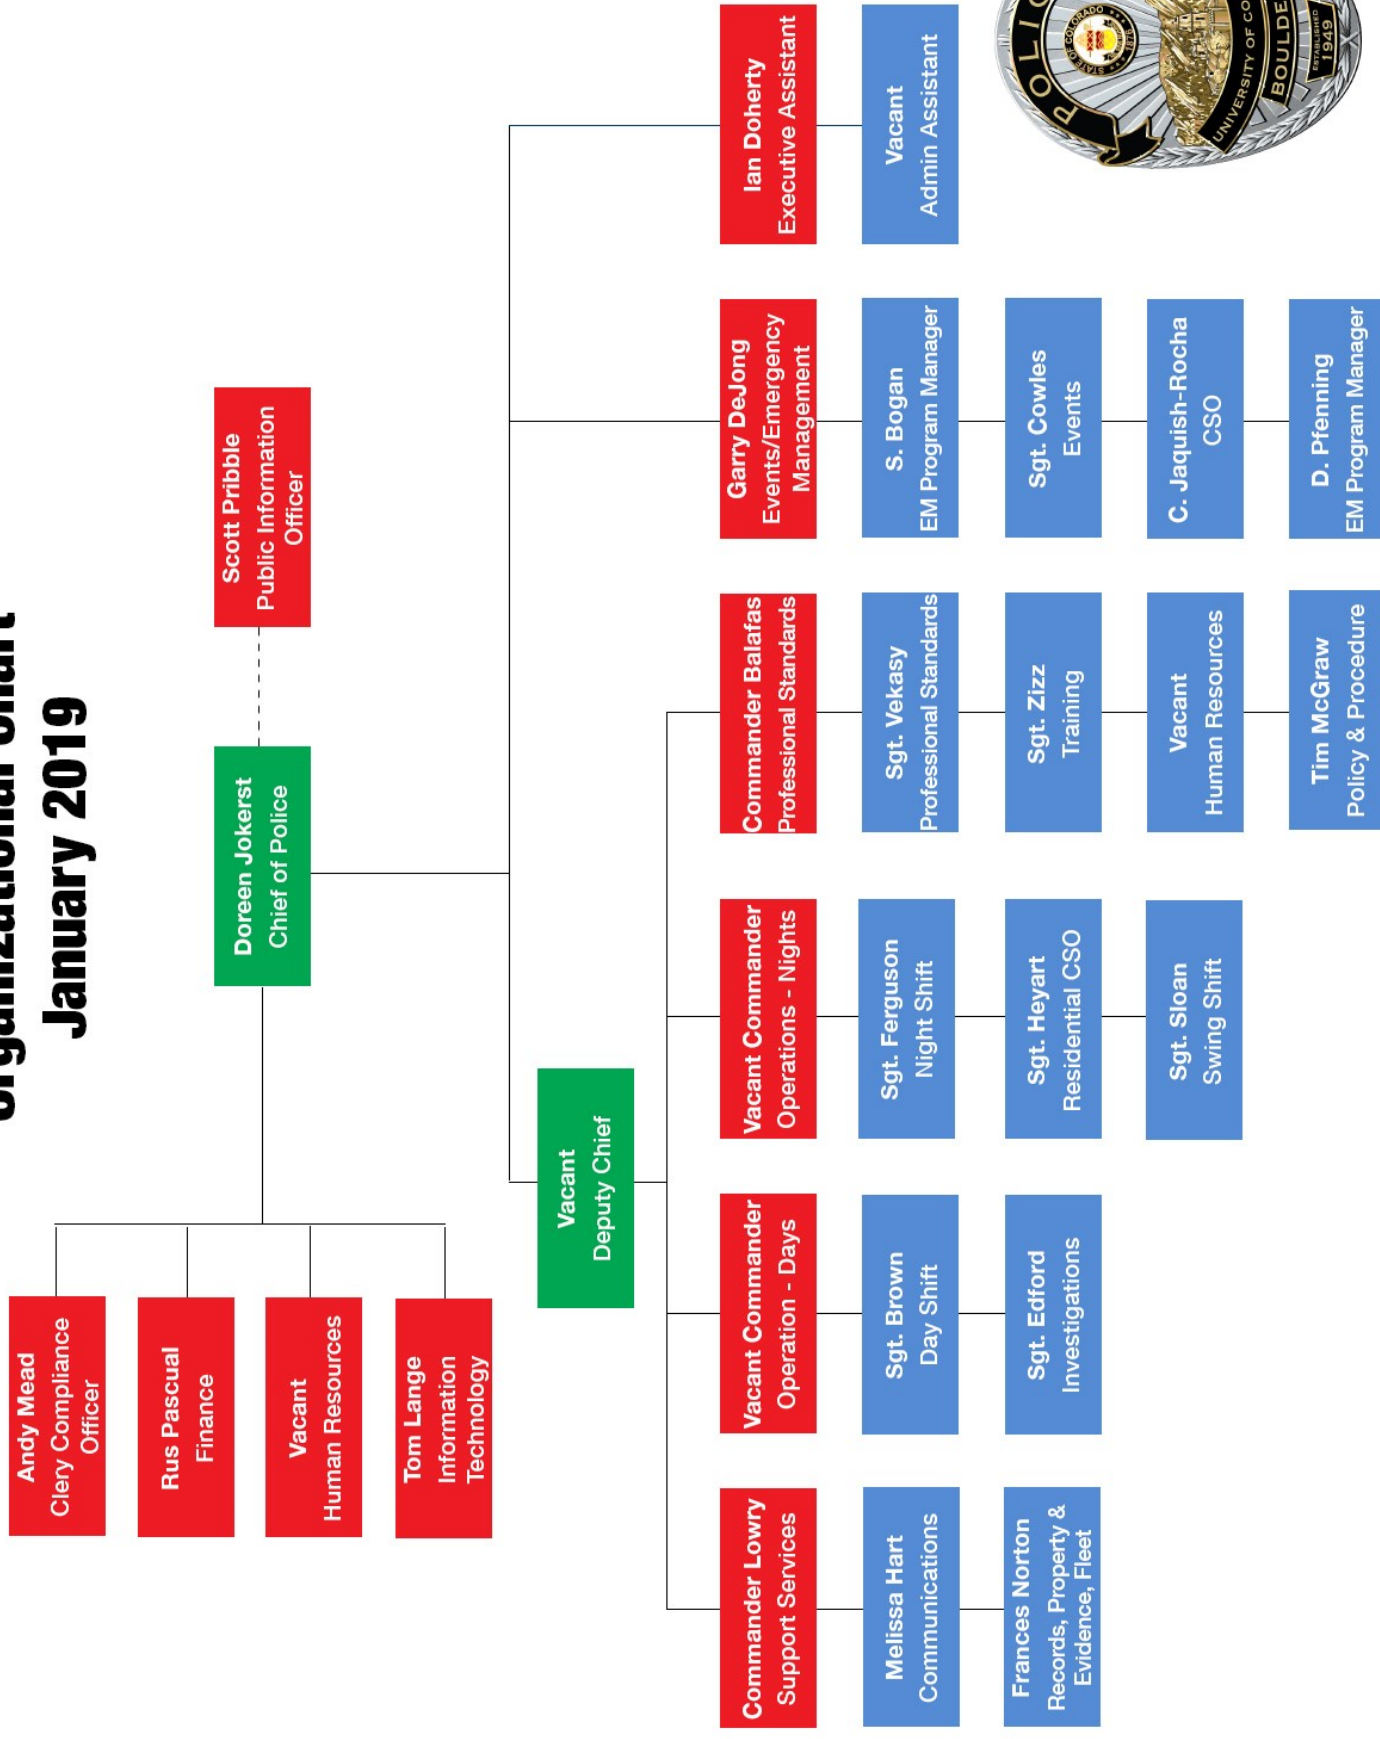 organizational chart
January 2019
Doreen Jokerst
Chief of Police
Scott Pribble
Public Information
Officer
Andy Mead
Clery Compliance
Officer
Rus Pascual
Finance
Vacant
Human Resources
Tom Lange
Information
Technology
Vacant
Deputy Chief
Commander Lowry
Support Services
Melissa Hart
Communications
Frances Norton
Records, Property &
Evidence, Fleet
Vacant Commander
Operation - Days
Sgt. Brown
Day Shift
Sgt. Edford
Investigations
Vacant Commander
Operations - Nights
Sgt. Ferguson
Night Shift
Sgt. Heyart
Residential CSO
Sgt. Sloan
Swing Shift
Commander Balafas
Professional Standards
Sgt. Vekasy
Professional Standards
Sgt. Zizz
Training
Vacant
Human Resources
Tim McGraw
Policy & Procedure
Garry DeJong
Events/Emergency
Management
S. Bogan
EM Program Manager
Sgt. Cowles
Events
C. Jaquish-Rocha
CSO
D. Pfenning
EM Program Manager
Ian Doherty
Executive Assistant
Vacant
Admin Assistant
POLIC
STATE OF COLORADO
1876
UNIVERSITY OF CO
BOULDE
ESTABLISHED
1949